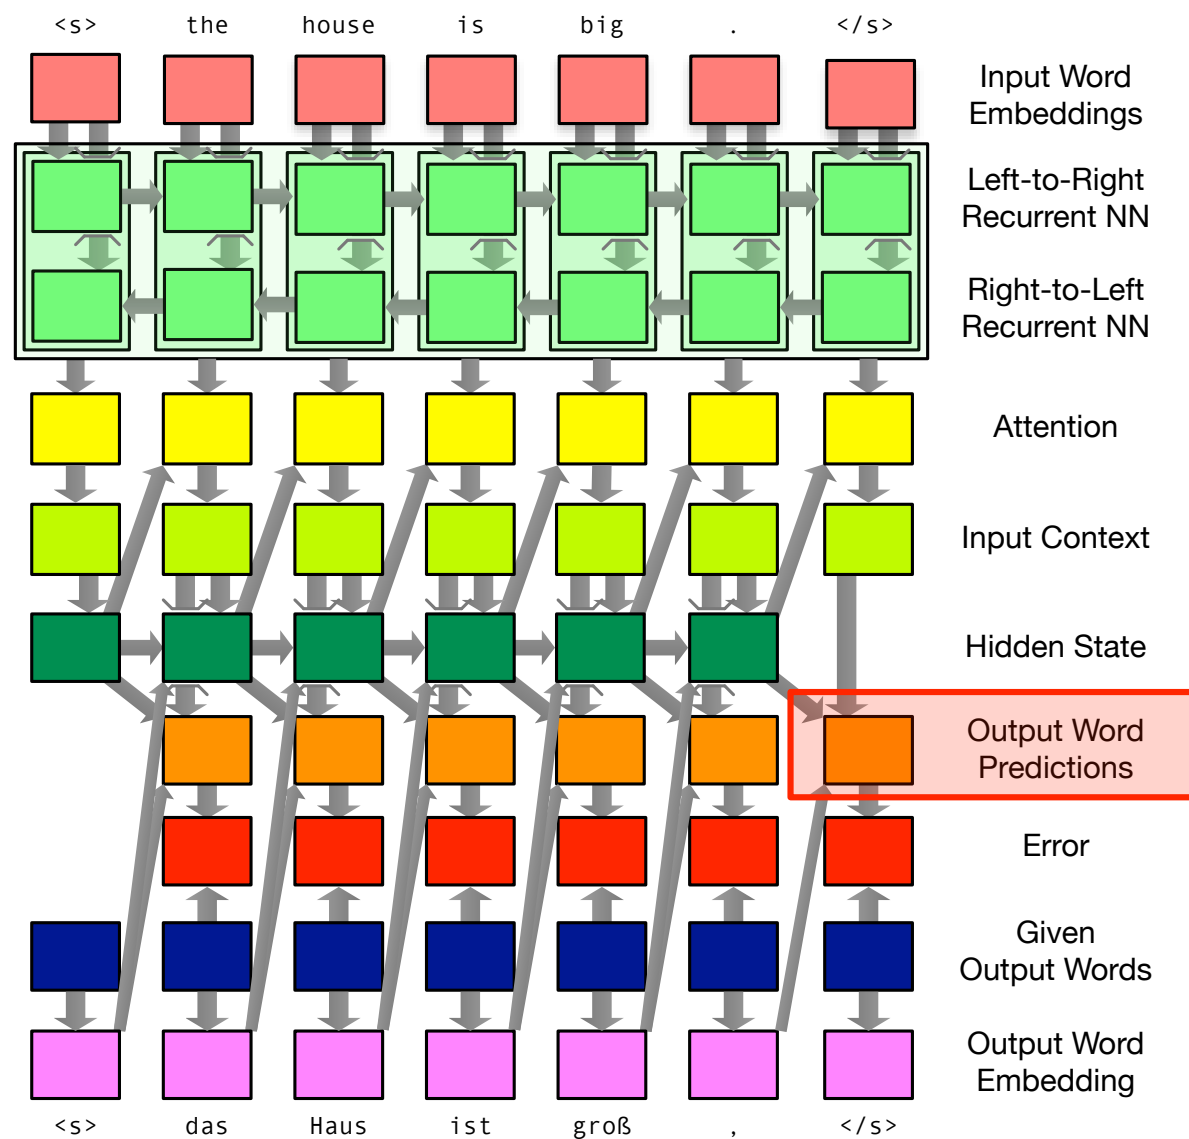 <s> the house is big . </s>
Input Word
Embeddings
Left-to-Right
Recurrent NN
Right-to-Left
Recurrent NN
Attention
Input Context
Hidden State
Output Word
Predictions
Error
Given
Output Words
Output Word
Embedding
<s> das Haus ist groß , </s>